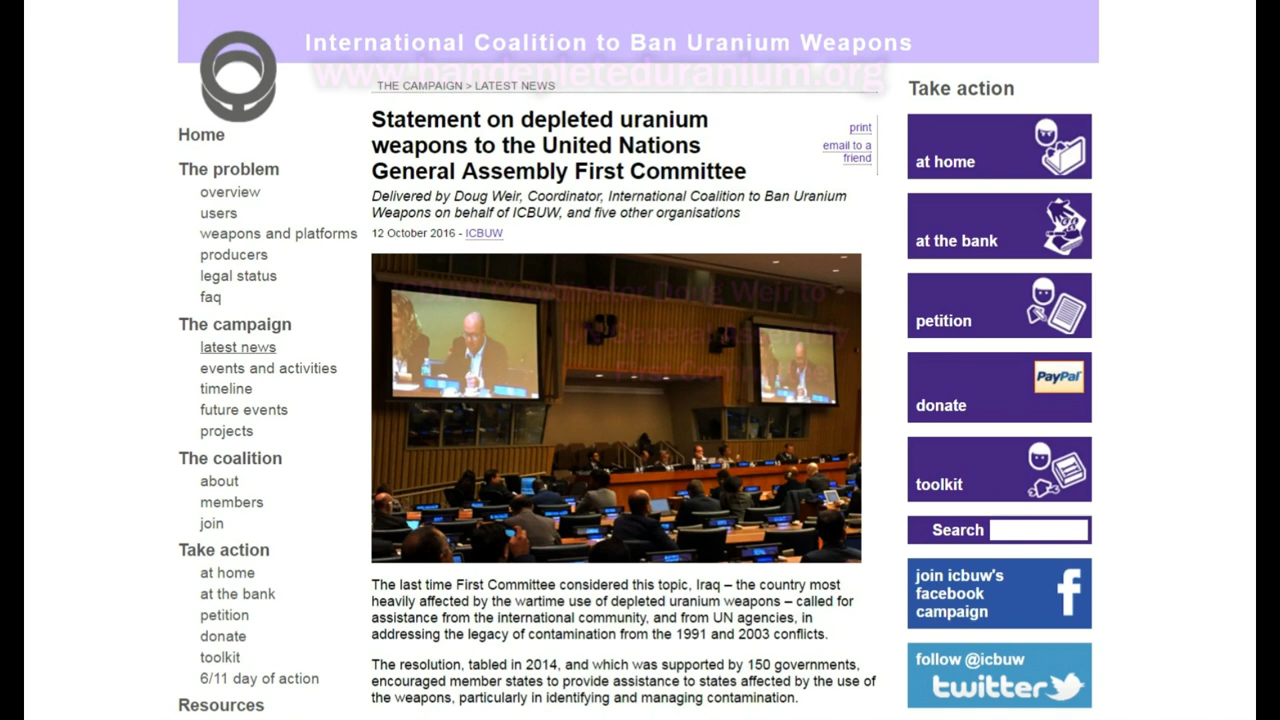 International Coalition to Ban Uranium Weapons
www.bandepleteduranium.org
THE CAMPAIGN > LATEST NEWS
Statement on depleted uranium
weapons to the United Nations
General Assembly First Committee
print
email to a
friend
Delivered by Doug Weir, Coordinator, International Coalition to Ban Uranium
Weapons on behalf of ICBUW, and five other organisations
12 October 2016 - ICBUW
Coordinator Doug Weir to
UN General Assembly
First Committee
The last time First Committee considered this topic, Iraq – the country most
heavily affected by the wartime use of depleted uranium weapons – called for
assistance from the international community, and from UN agencies, in
addressing the legacy of contamination from the 1991 and 2003 conflicts.
The resolution, tabled in 2014, and which was supported by 150 governments,
encouraged member states to provide assistance to states affected by the use of
the weapons, particularly in identifying and managing contamination.
Home
The problem
overview
users
weapons and platforms
producers
legal status
faq
The campaign
latest news
events and activities
timeline
future events
projects
The coalition
about
members
join
Take action
at home
at the bank
petition
donate
toolkit
6/11 day of action
Resources
Take action
at home
at the bank
petition
PayPal
donate
toolkit
Search
join icbuw's
facebook
campaign
f
follow @icbuw
twitter